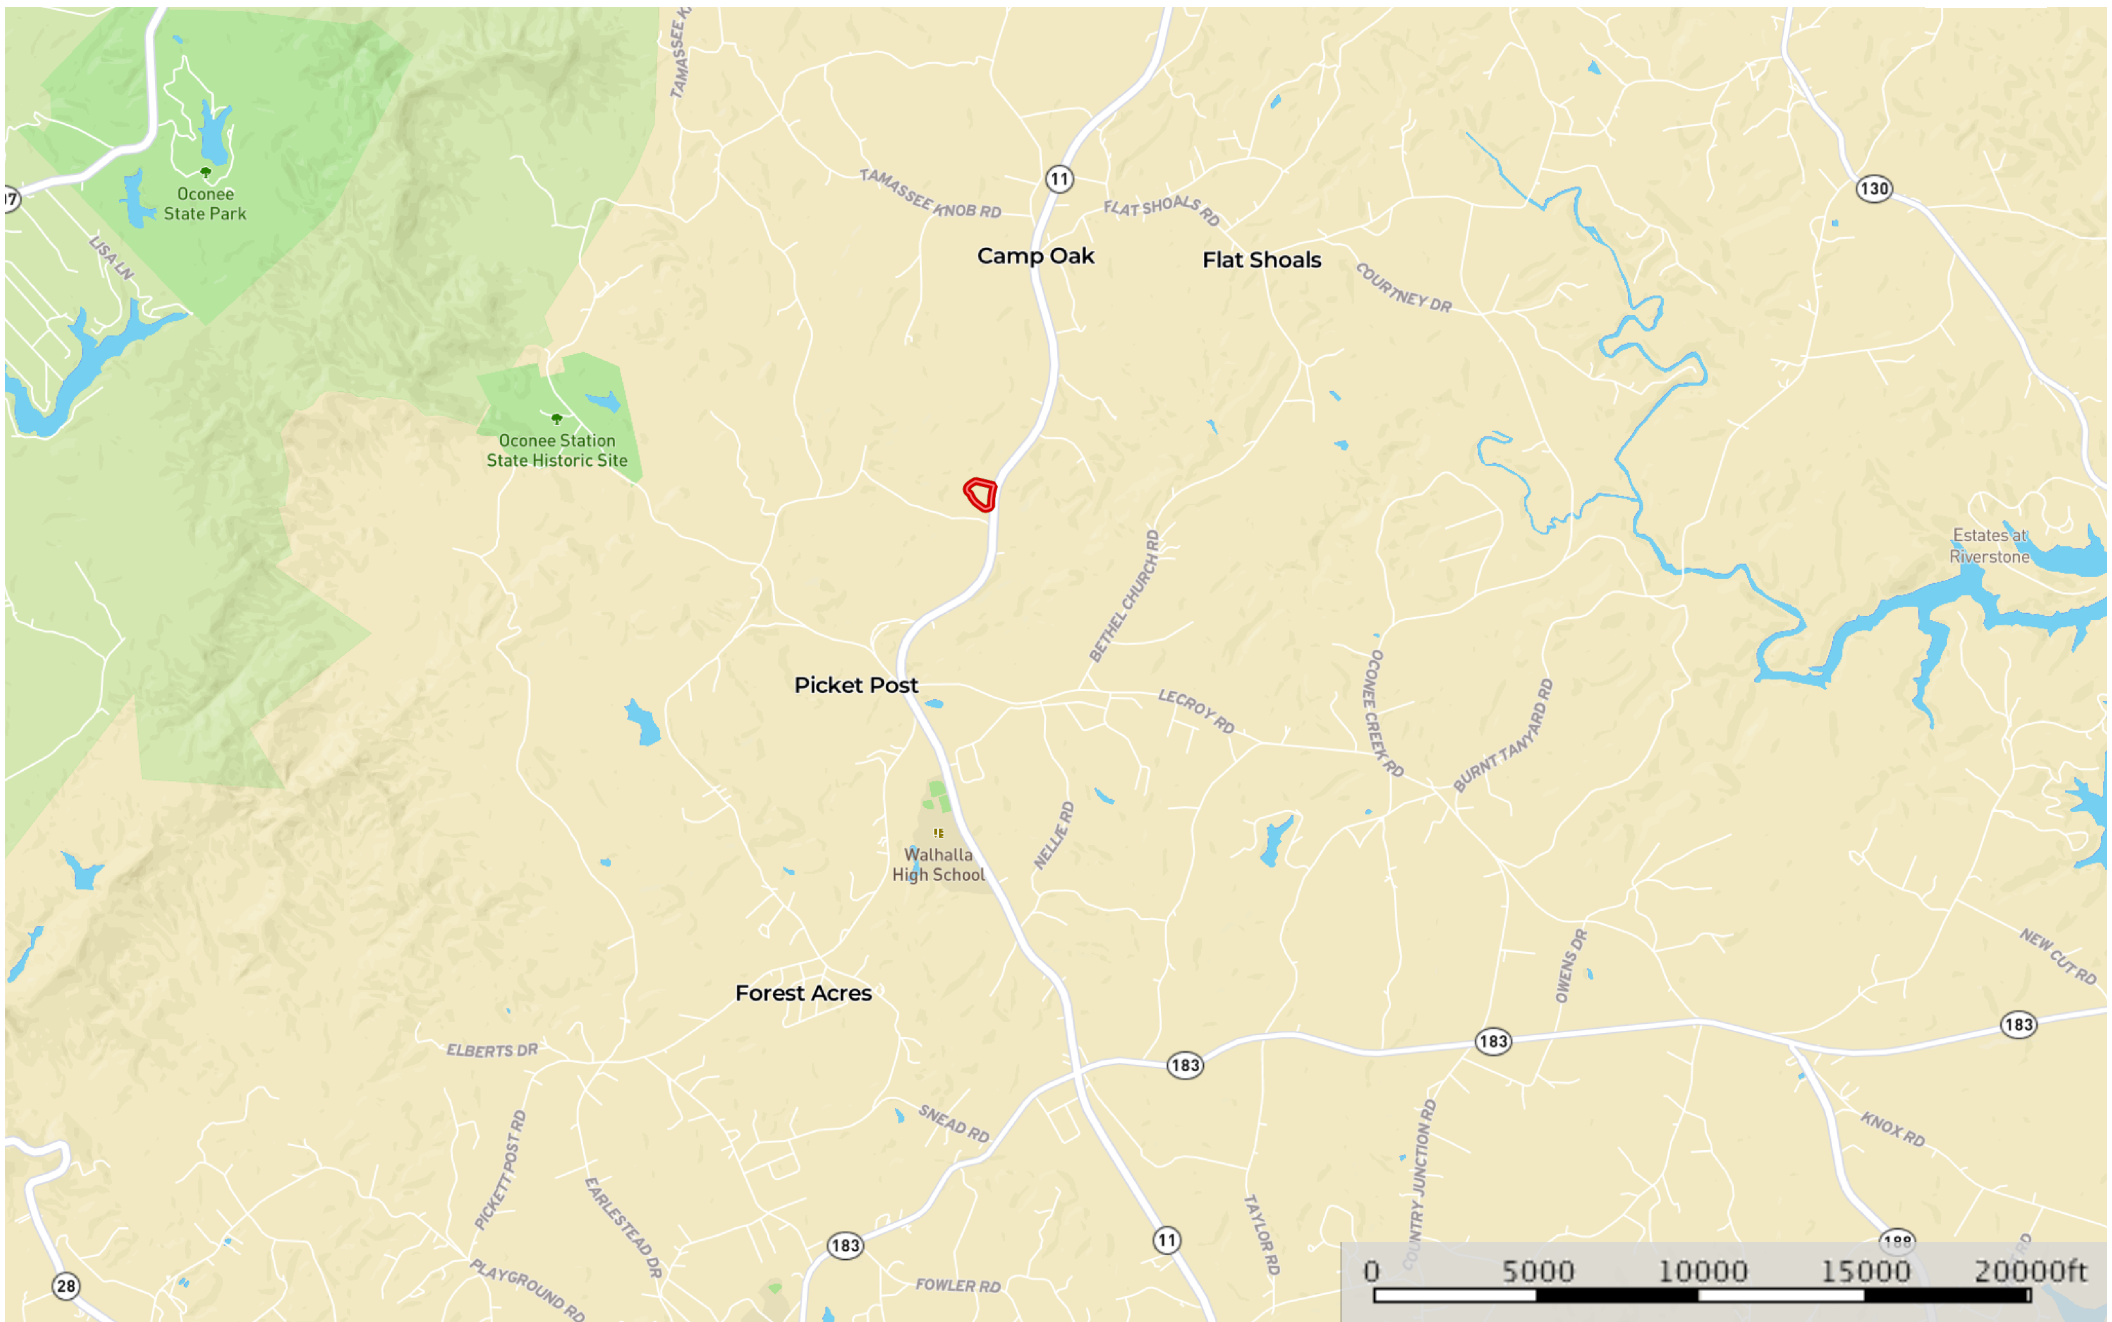 TAMASSEE K
Oconee
State Park
11
130
07
TAMASSEE KNOB RD
FLAT SHOALS RD
LISA LN
Camp Oak
Flat Shoals
COURTNEY DR
Oconee Station
State Historic Site
Estates at
Riverstone
BETHEL CHURCH RD
Picket Post
LECROY RD
OCONEE CREEK RD
BURNT TANYARD RD
Walhalla
High School
NELLIE RD
OWENS DR
NEW CUT RD
Forest Acres
ELBERTS DR
183
183
183
SNEAD RD
PICKETT POST RD
COUNTRY JUNCTION RD
KNOX RD
EARLESTEAD DR
TAYLOR RD
183
11
188
RD
28
PLAYGROUND RD
FOWLER RD
0 5000 10000 15000 20000ft